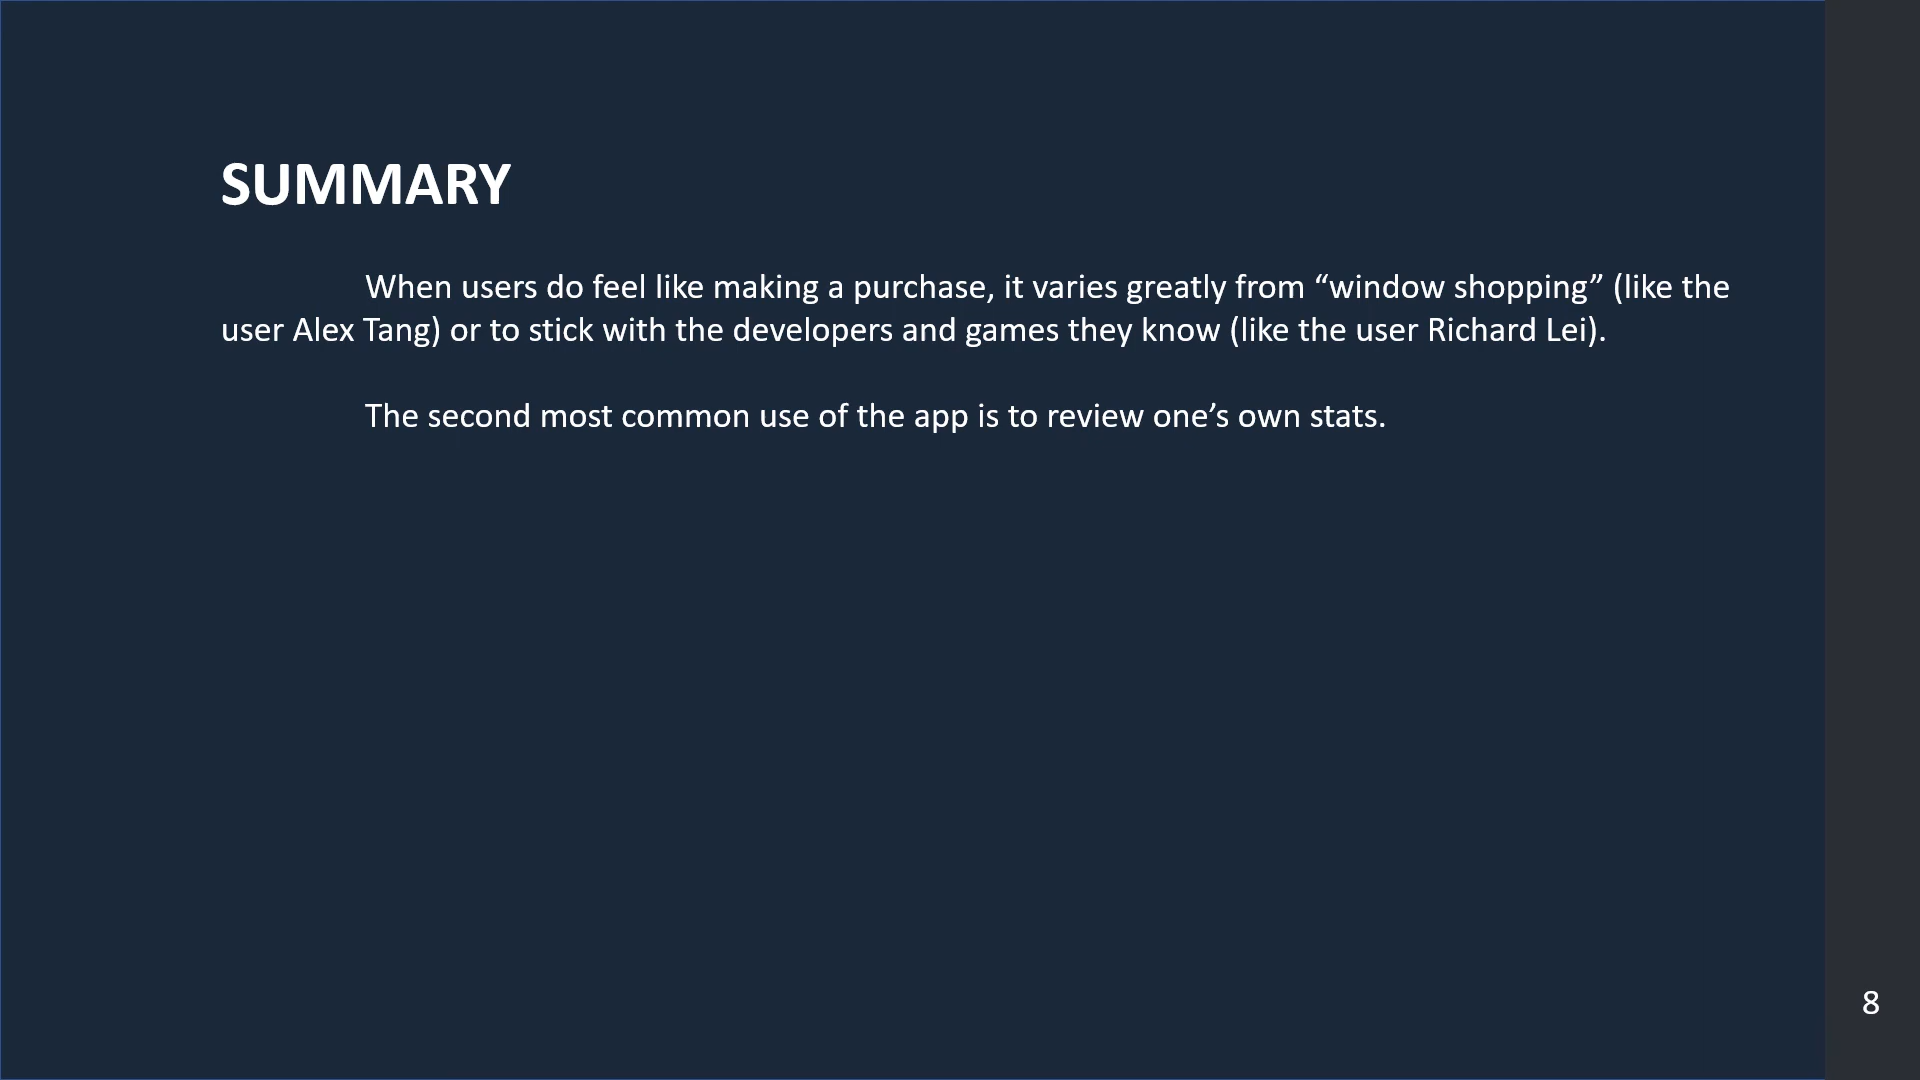 SUMMARY
When users do feel like making a purchase, it varies greatly from “window shopping” (like the
user Alex Tang) or to stick with the developers and games they know (like the user Richard Lei).
The second most common use of the app is to review one’s own stats.
8